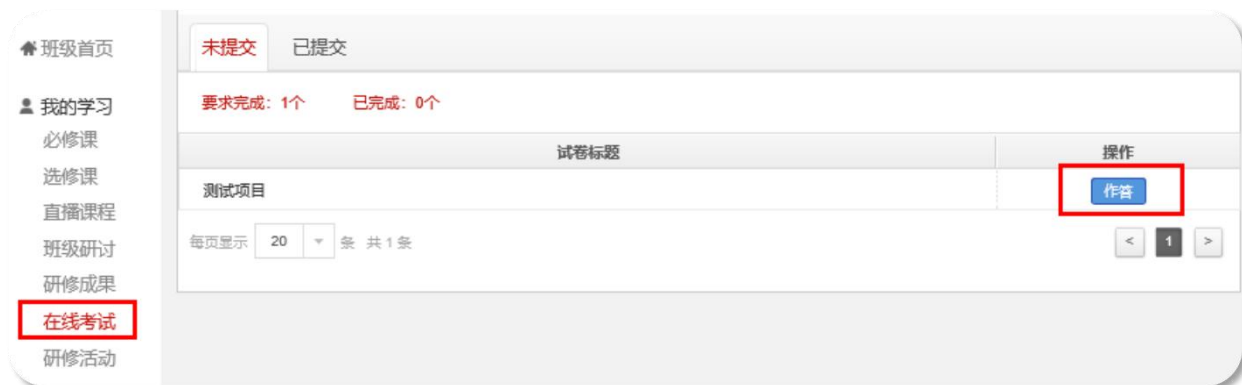 班级首页
我的学习
必修课
选修课
直播课程
班级研讨
研修成果
在线考试
研修活动
未提交 已提交
要求完成：1个 已完成：0个
试卷标题 操作
测试项目 作答
每页显示 20 条 共 1 条 < 1 >